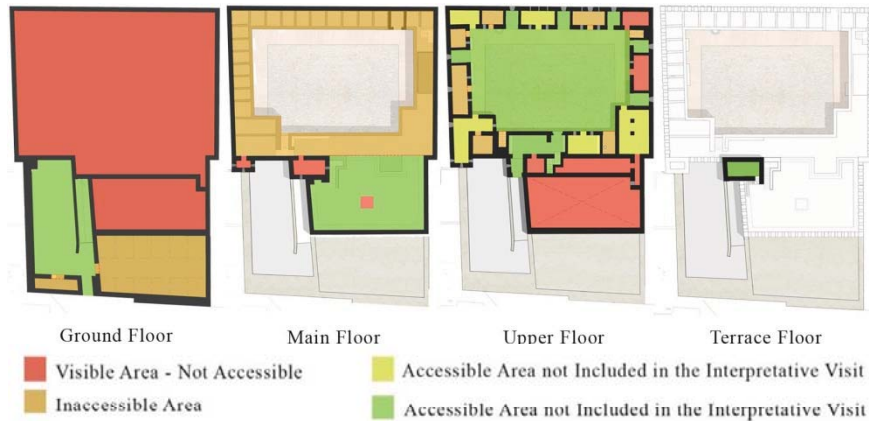 Ground Floor Main Floor Upper Floor Terrace Floor
Visible Area - Not Accessible
Accessible Area not Included in the Interpretative Visit
Inaccessible Area
Accessible Area not Included in the Interpretative Visit